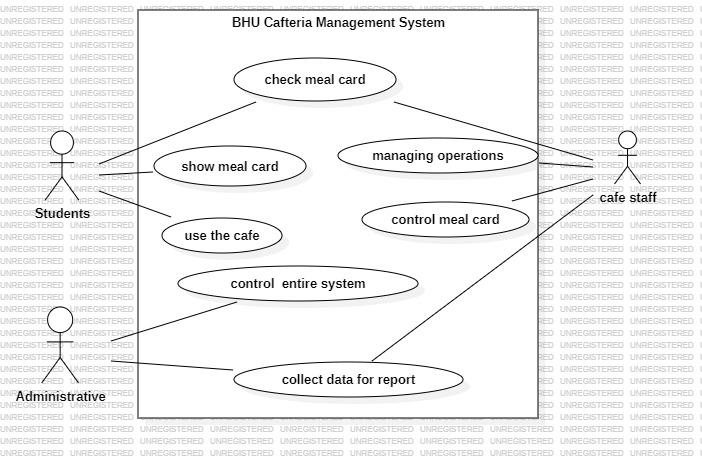 BHU Cafteria Management System
check meal card
managing operations
show meal card
Students
cafe staff
control meal card
use the cafe
control  entire system
collect data for report
Administrative
UNREGISTERED